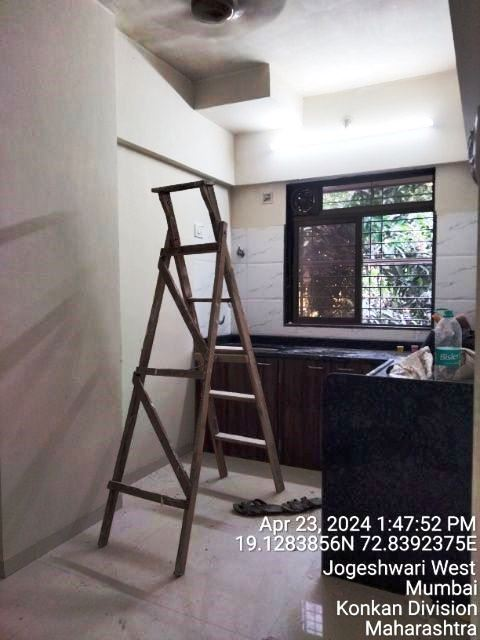 Bisleri
Apr 23, 2024 1:47:52 PM
19.1283856N 72.8392375E
Jogeshwari West
Mumbai
Konkan Division
Maharashtra